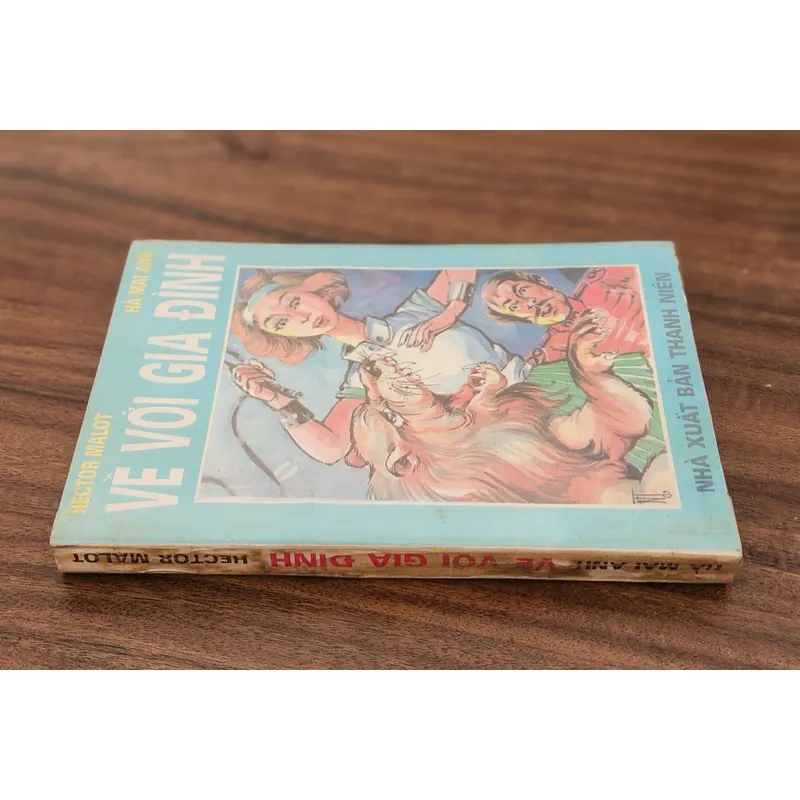 HECTOR MALOT
HÀ MAI ANH
VỀ VỚI GIA ĐÌNH
NHÀ XUẤT BẢN THANH NIÊN
HECTOR MALOT
VỀ VỚI GIA ĐÌNH
HÀ MAI ANH